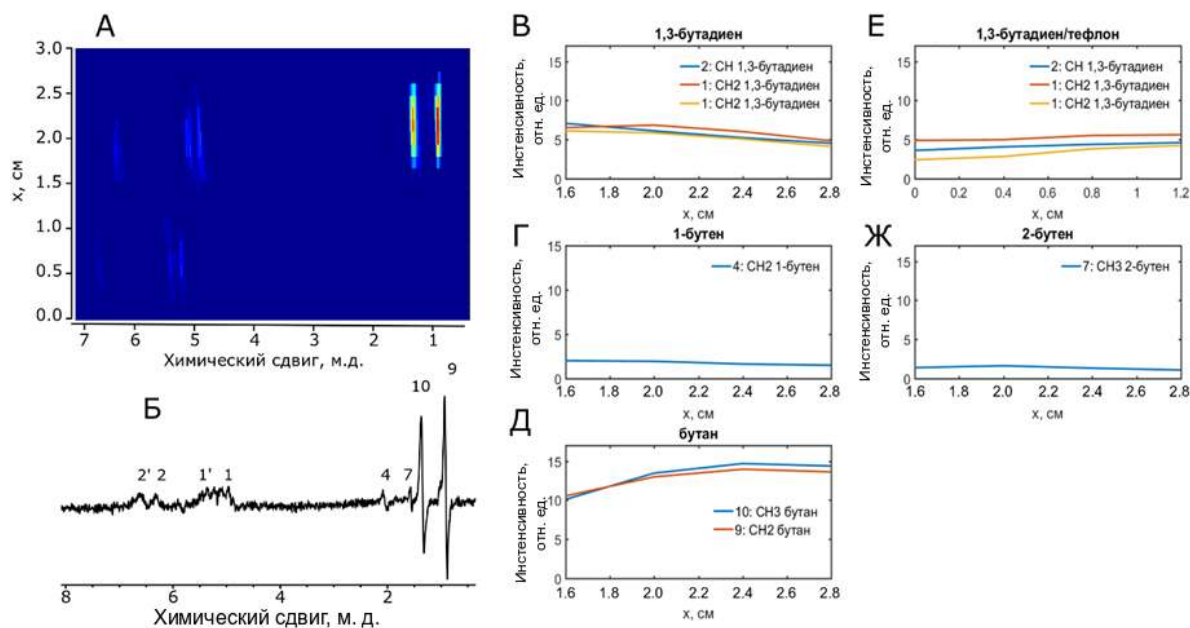 А
3.0
2.5
2.0
1.5
1.0
0.5
0.0
x, см
7 6 5 4 3 2 1
Химический сдвиг, м.д.
Б
2' 2 1' 1 4 7 10 9
8 6 4 2
Химический сдвиг, м. д.
В
1,3-бутадиен
15
10
5
0
Инстенсивность,
отн. ед.
2: CH 1,3-бутадиен
1: CH2 1,3-бутадиен
1: CH2 1,3-бутадиен
1.6 1.8 2.0 2.2 2.4 2.6 2.8
x, см
Г
1-бутен
15
10
5
0
Инстенсивность,
отн. ед.
4: CH2 1-бутен
1.6 1.8 2.0 2.2 2.4 2.6 2.8
x, см
Д
бутан
15
10
5
0
Инстенсивность,
отн. ед.
10: CH3 бутан
9: CH2 бутан
1.6 1.8 2.0 2.2 2.4 2.6 2.8
x, см
Е
1,3-бутадиен/тефлон
15
10
5
0
Инстенсивность,
отн. ед.
2: CH 1,3-бутадиен
1: CH2 1,3-бутадиен
1: CH2 1,3-бутадиен
0 0.2 0.4 0.6 0.8 1.0 1.2
x, см
Ж
2-бутен
15
10
5
0
Инстенсивность,
отн. ед.
7: CH3 2-бутен
1.6 1.8 2.0 2.2 2.4 2.6 2.8
x, см